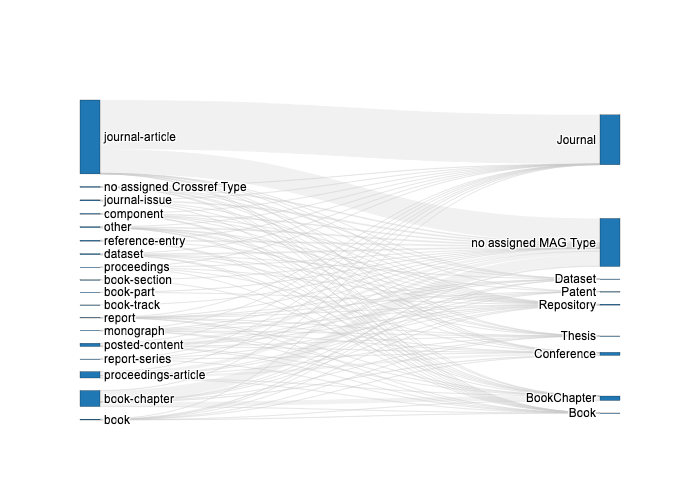 journal-article
no assigned Crossref Type
journal-issue
component
other
reference-entry
dataset
proceedings
book-section
book-part
book-track
report
monograph
posted-content
report-series
proceedings-article
book-chapter
book
Journal
no assigned MAG Type
Dataset
Patent
Repository
Thesis
Conference
BookChapter
Book